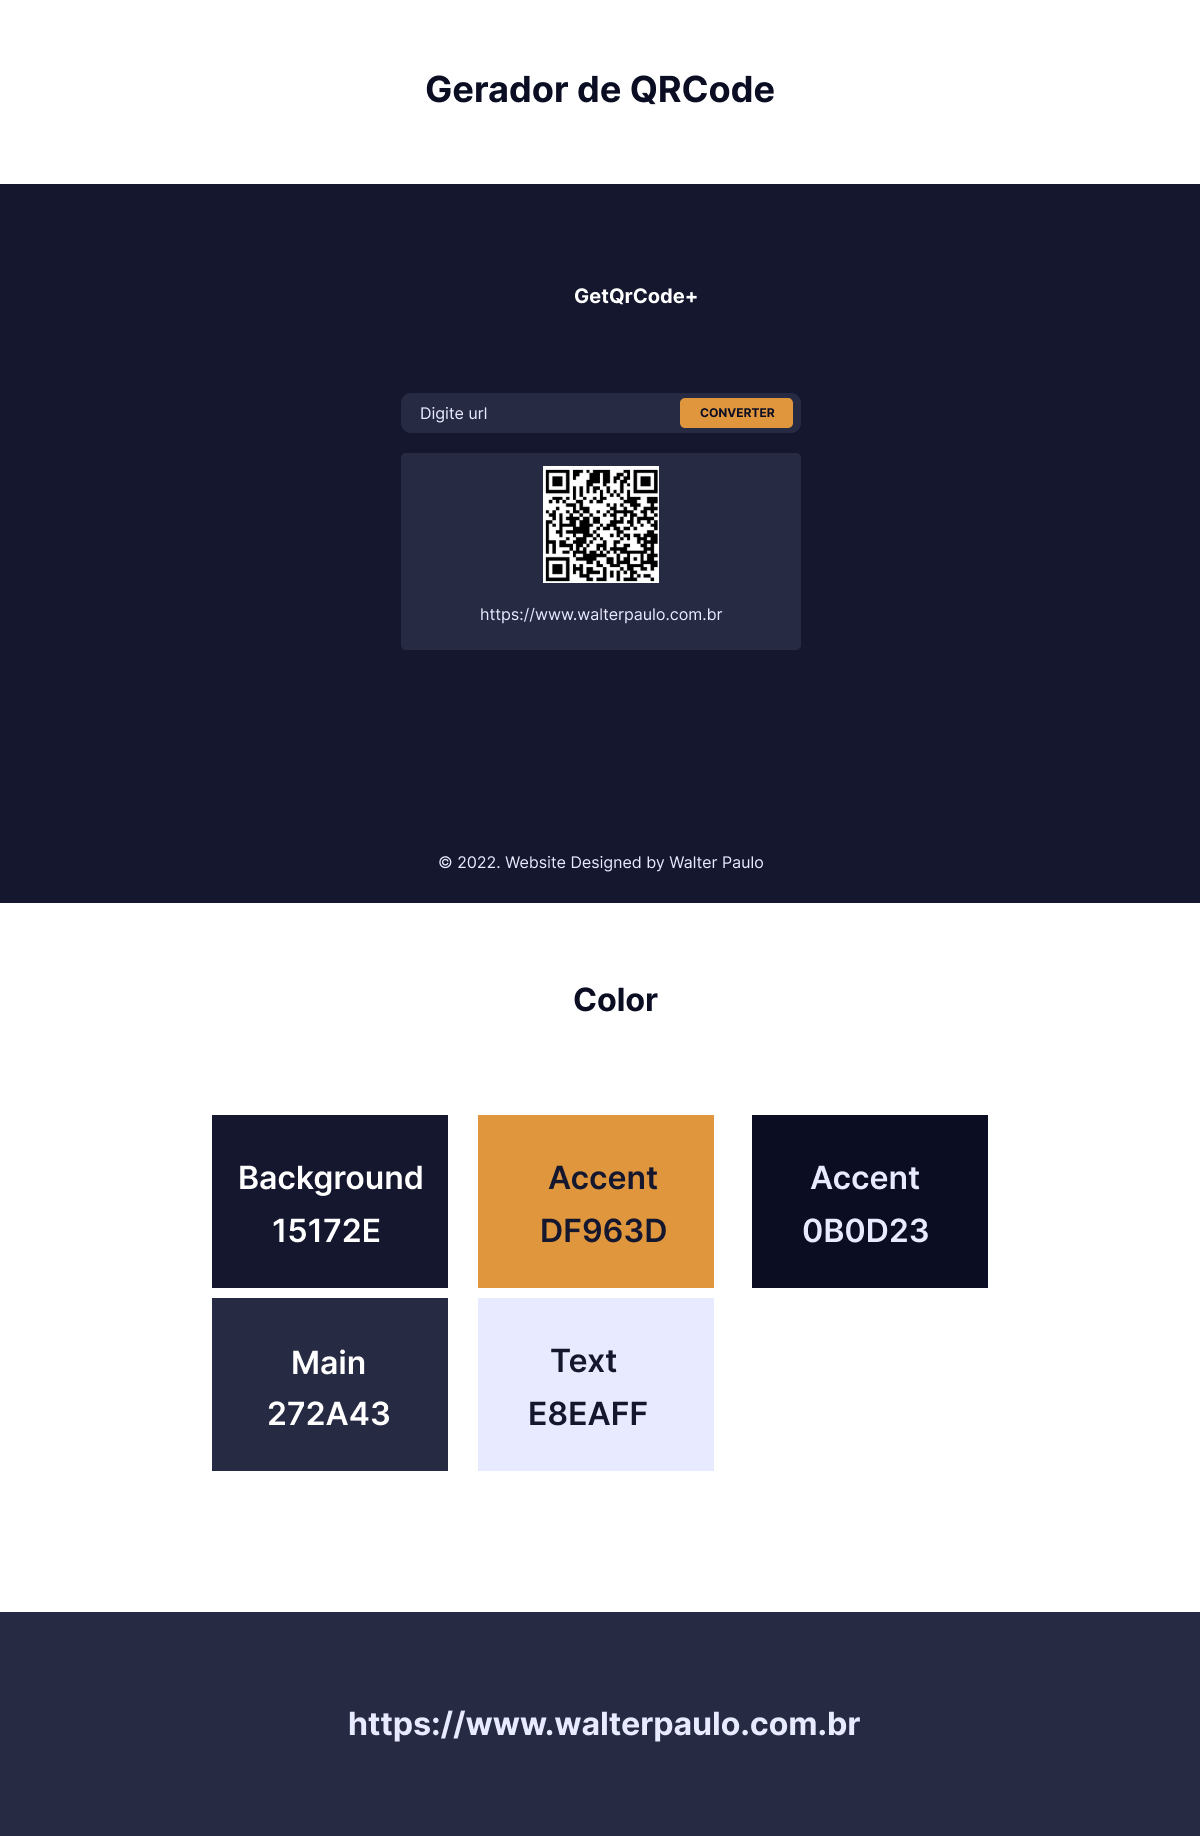 Gerador de QRCode
GetQrCode+
Digite url
CONVERTER
https://www.walterpaulo.com.br
© 2022. Website Designed by Walter Paulo
Color
Background
15172E
Accent
DF963D
Accent
0B0D23
Main
272A43
Text
E8EAFF
https://www.walterpaulo.com.br